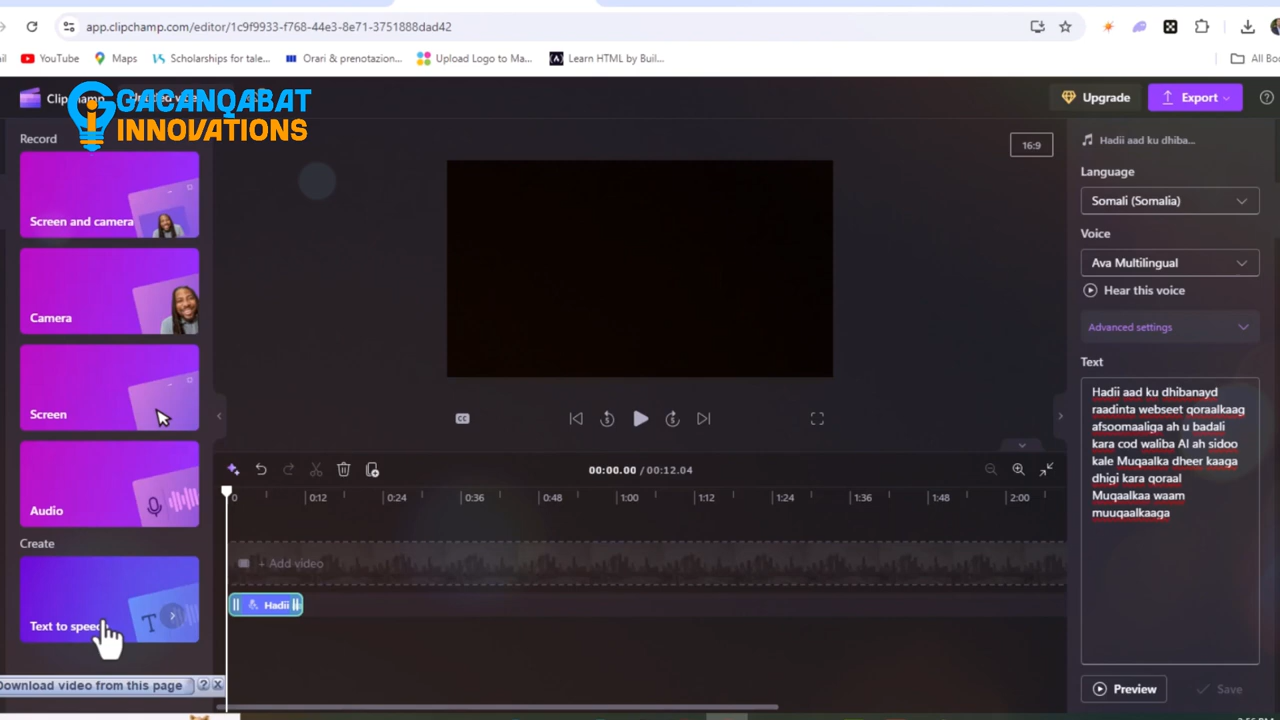 app.clipchamp.com/editor/1c9f9933-f768-44e3-8e71-3751888dad42
YouTube
Maps
Scholarships for tale...
Orari & prenotazion...
Upload Logo to Ma...
Learn HTML by Buil...
All Boo
GACANQABAT
INNOVATIONS
Upgrade
Export
Record
Screen and camera
Camera
Screen
Audio
Create
Text to speech
Download video from this page
16:9
00:00.00 / 00:12.04
0
0:12
0:24
0:36
0:48
1:00
1:12
1:24
1:36
1:48
2:00
+ Add video
Hadii
Hadii aad ku dhiba...
Language
Somali (Somalia)
Voice
Ava Multilingual
Hear this voice
Advanced settings
Text
Hadii aad ku dhibanayd
raadinta webseet qoraalkaag
afsoomaaliga ah u badali
kara cod waliba AI ah sidoo
kale Muqaalka dheer kaaga
dhigi kara qoraal
Muqaalkaa waam
muuqaalkaaga
Preview
Save